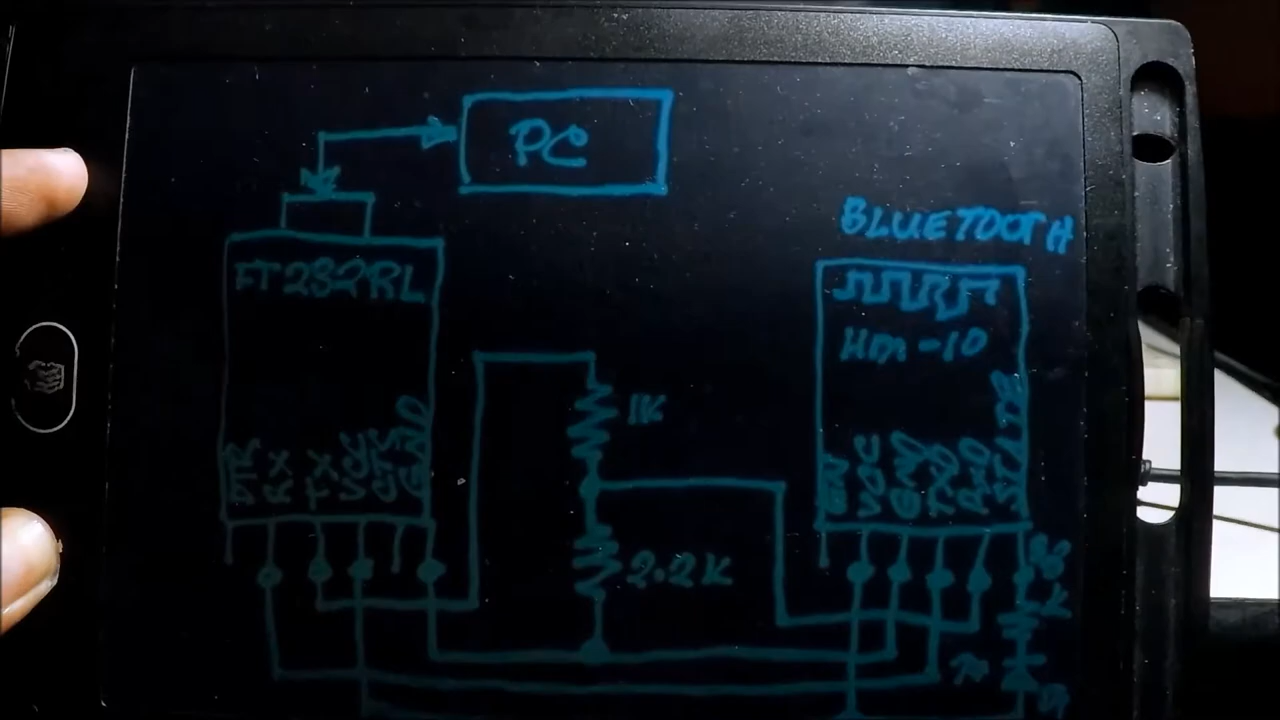 PC
BLUETOOTH
FT232RL
HM-10
1K
DTR
RX
TX
VCC
CTS
GND
EN
VCC
GND
TXD
RXD
STATE
2.2K